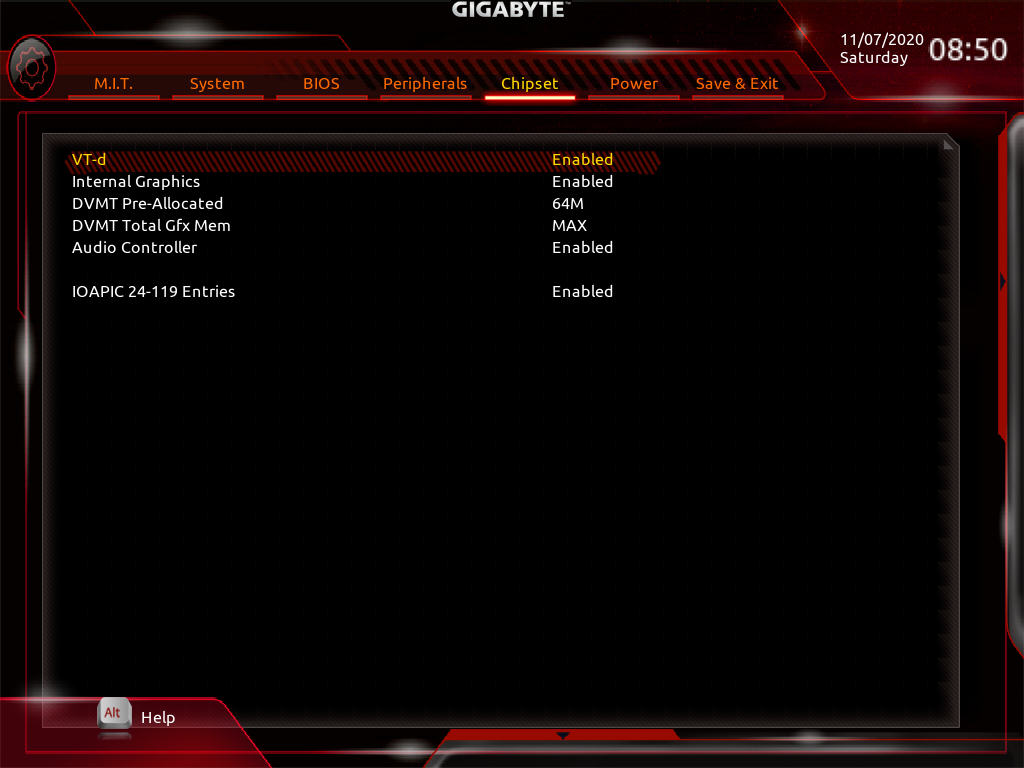 GIGABYTE™
11/07/2020
Saturday
08:50
M.I.T. System BIOS Peripherals Chipset Power Save & Exit
VT-d Enabled
Internal Graphics Enabled
DVMT Pre-Allocated 64M
DVMT Total Gfx Mem MAX
Audio Controller Enabled
IOAPIC 24-119 Entries Enabled
Alt Help